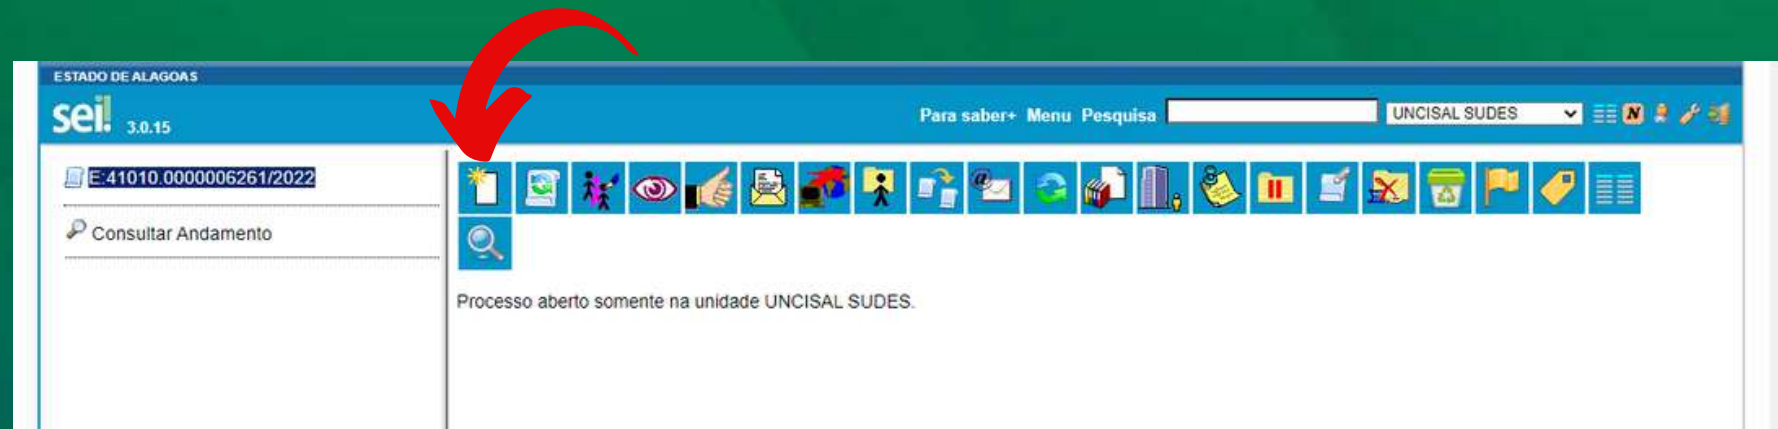 ESTADO DE ALAGOAS
sei! 3.0.15
Para saber+ Menu Pesquisa UNCISAL SUDES
E:41010.0000006261/2022
Consultar Andamento
Processo aberto somente na unidade UNCISAL SUDES.